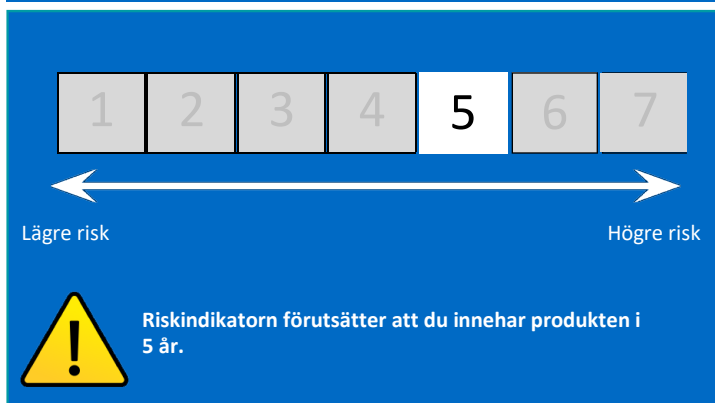 1 2 3 4 5 6 7
Lägre risk Högre risk
Riskindikatorn förutsätter att du innehar produkten i
5 år.